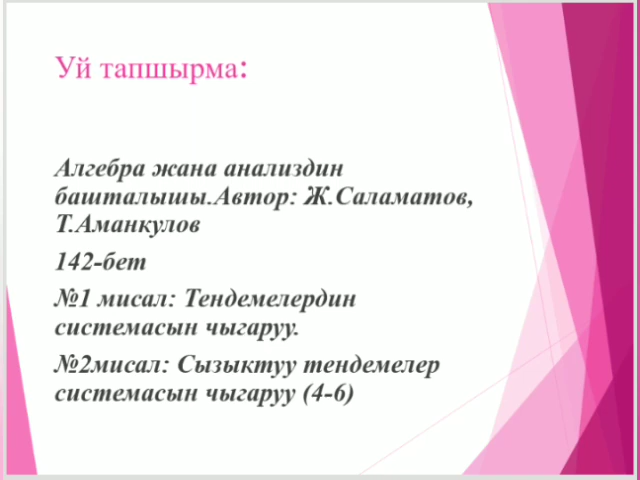 Уй тапшырма:
Алгебра жана анализдин
башталышы.Автор: Ж.Саламатов,
Т.Аманкулов
142-бет
№1 мисал: Тендемелердин
системасын чыгаруу.
№2мисал: Сызыктуу тендемелер
системасын чыгаруу (4-6)